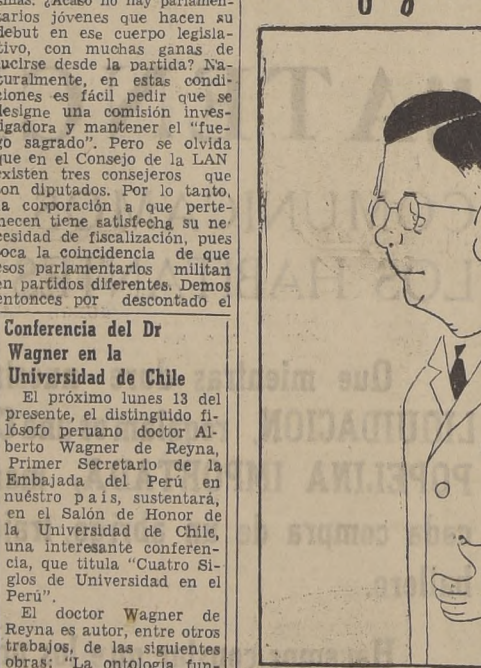 ¿Acaso no hay parlamen-
tarios jóvenes que hacen su
debut en ese cuerpo legisla-
tivo, con muchas ganas de
lucirse desde la partida? Na-
turalmente, en estas condi-
ciones es fácil pedir que se
designe una comisión inves-
tigadora y mantener el "fue-
go sagrado". Pero se olvida
que en el Consejo de la LAN
existen tres consejeros que
son diputados. Por lo tanto,
la corporación a que perte-
necen tiene satisfecha su ne-
cesidad de fiscalización, pues
toca la coincidencia de que
esos parlamentarios militan
en partidos diferentes. Demos
entonces por descontado el
Conferencia del Dr
Wagner en la
Universidad de Chile
El próximo lunes 13 del
presente, el distinguido fi-
lósofo peruano doctor Al-
berto Wagner de Reyna,
Primer Secretario de la
Embajada del Perú en
nuéstro país, sustentará,
en el Salón de Honor de
la Universidad de Chile,
una interesante conferen-
cia, que titula "Cuatro Si-
glos de Universidad en el
Perú".
El doctor Wagner de
Reyna es autor, entre otros
trabajos, de las siguientes
obras: "La ontología fun-